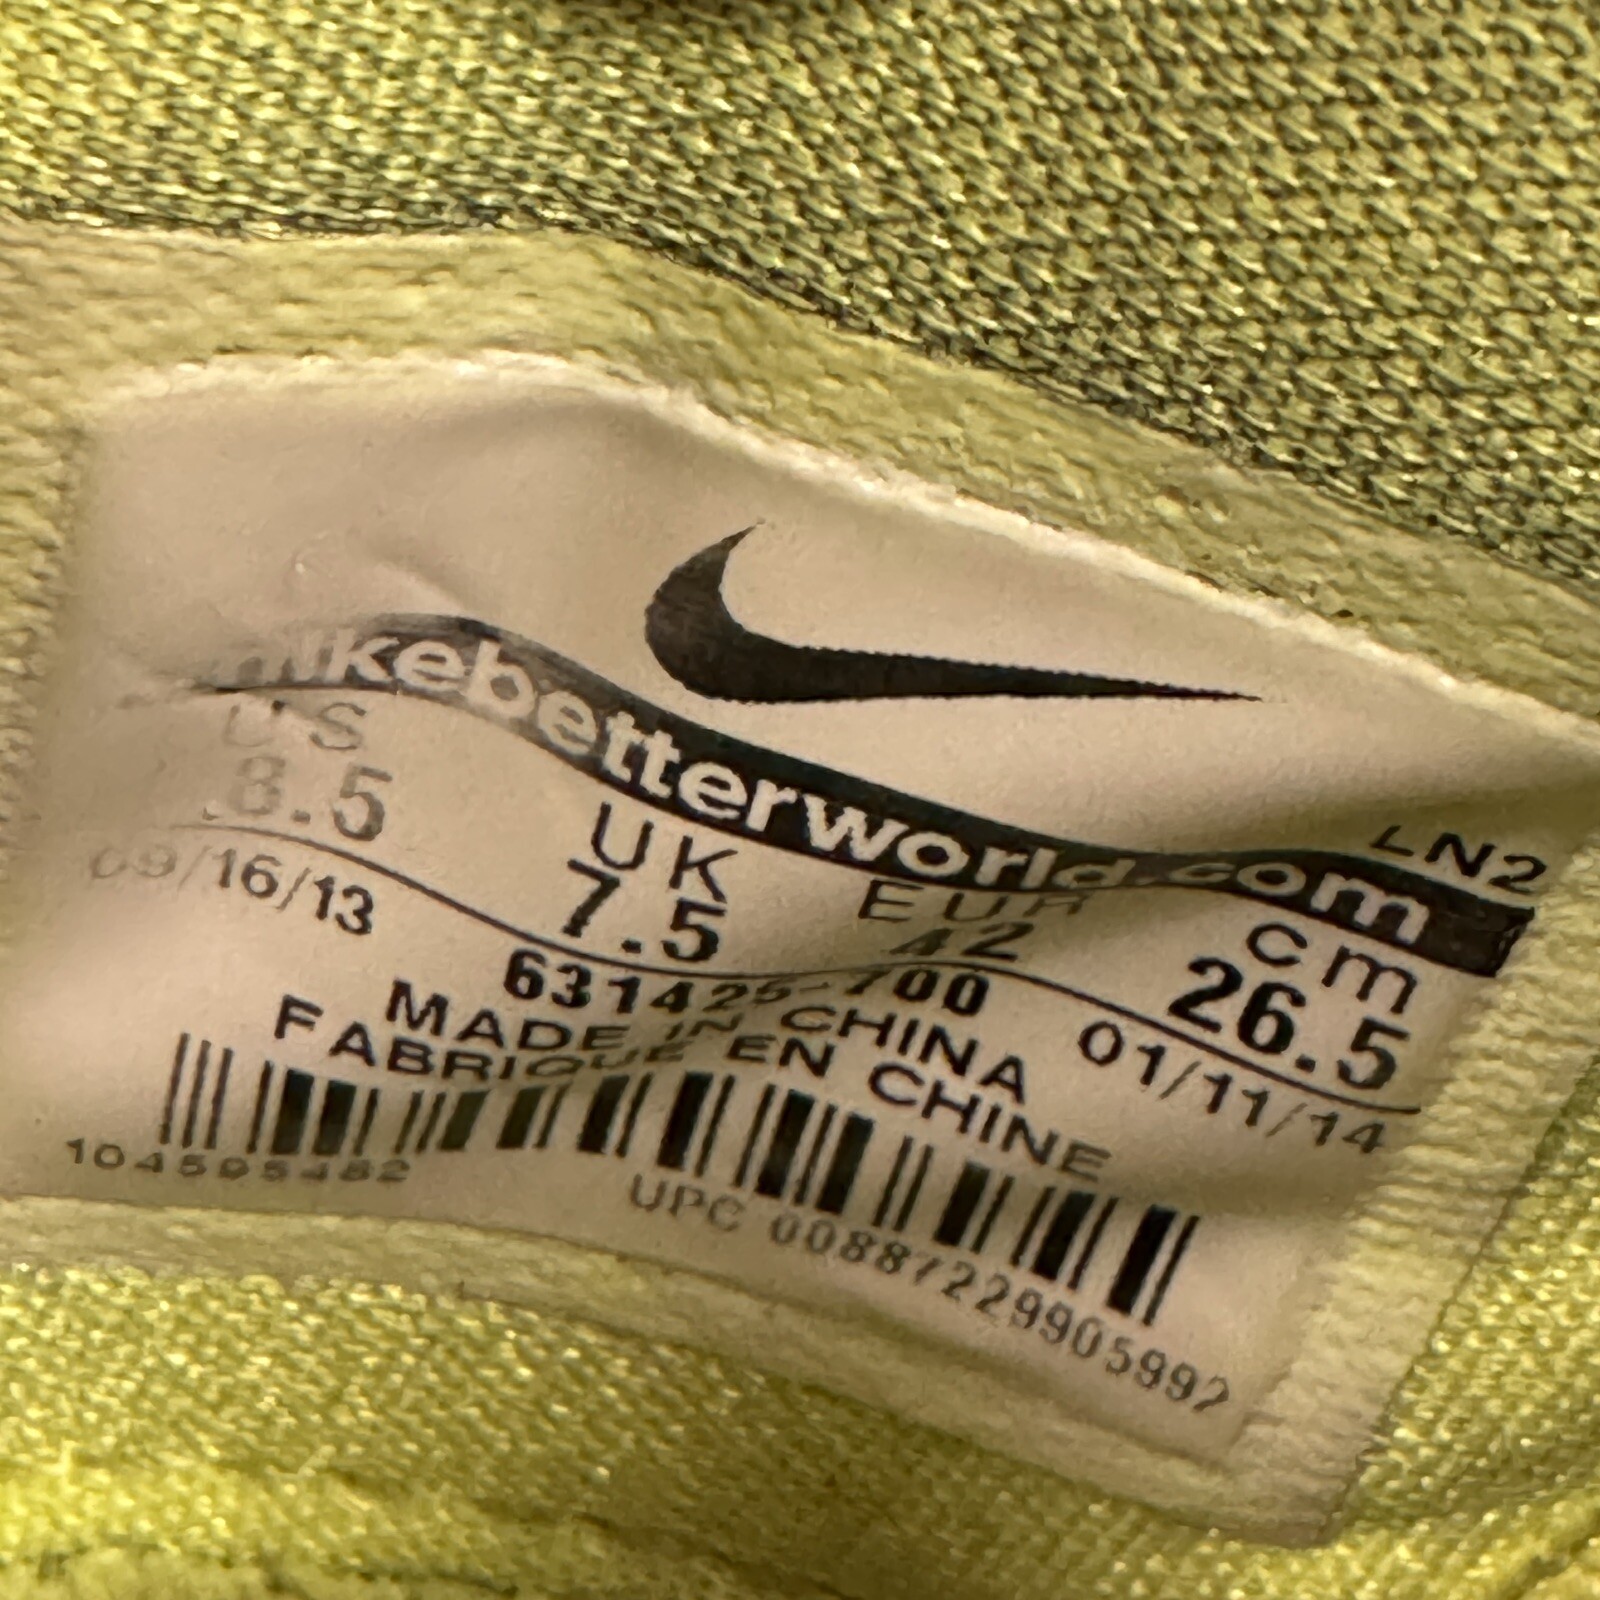 nikebetterworld.com
LN2
US UK EUR cm
8.5 7.5 42 26.5
09/16/13 631425-700 01/11/14
MADE IN CHINA
FABRIQUE EN CHINE
104595482
UPC 00887229905992